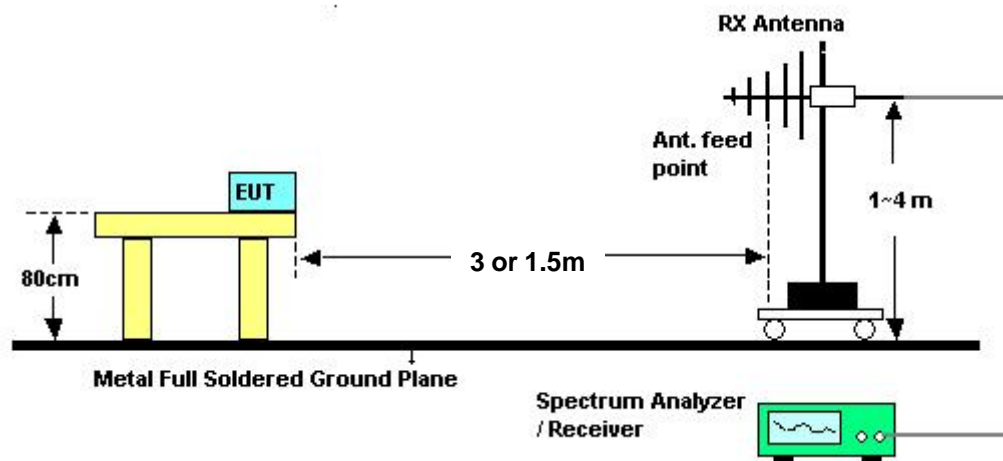 RX Antenna
Ant. feed
point
EUT
1~4 m
3 or 1.5m
80cm
Metal Full Soldered Ground Plane
Spectrum Analyzer
/ Receiver